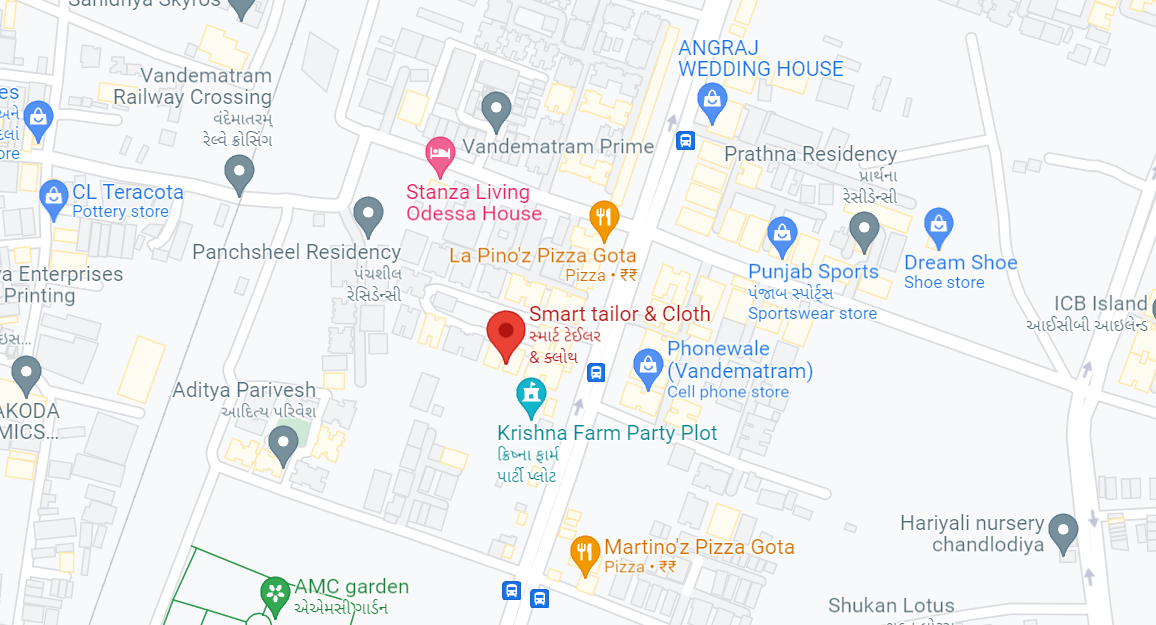 Sanidhya Skyros
ANGRAJ
WEDDING HOUSE
Vandematram
Railway Crossing
વંદેમાતરમ્
રેલ્વે ક્રોસિંગ
es
અને
ore
Vandematram Prime
Prathna Residency
પ્રાર્થના
રેસીડેન્સી
CL Teracota
Pottery store
Stanza Living
Odessa House
Panchsheel Residency
પંચશીલ
રેસિડેન્સી
La Pino'z Pizza Gota
Pizza • ₹₹
Punjab Sports
પંજાબ સ્પોર્ટ્સ
Sportswear store
Dream Shoe
Shoe store
va Enterprises
Printing
ICB Island
આઈસીબી આઇલેન્ડ
Smart tailor & Cloth
સ્માર્ટ ટેઈલર
& ક્લોથ
Phonewale
(Vandematram)
Cell phone store
Aditya Parivesh
આદિત્ય પરિવેશ
AKODA
MICS...
Krishna Farm Party Plot
ક્રિષ્ના ફાર્મ
પાર્ટી પ્લોટ
Hariyali nursery
chandlodiya
Martino'z Pizza Gota
Pizza • ₹₹
AMC garden
એએમસી ગાર્ડન
Shukan Lotus